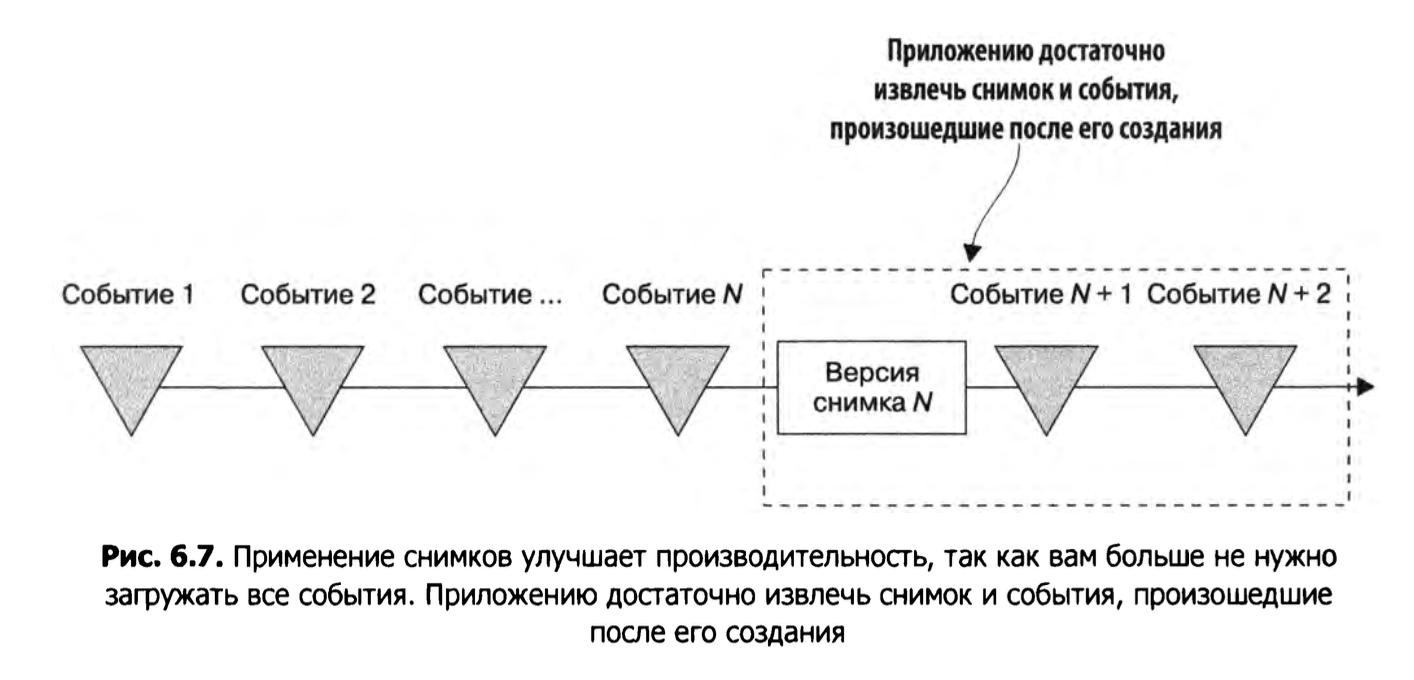 Приложению достаточно
извлечь снимок и события,
произошедшие после его создания
Событие 1 Событие 2 Событие ... Событие N Событие N + 1 Событие N + 2
Версия
снимка N
Рис. 6.7. Применение снимков улучшает производительность, так как вам больше не нужно
загружать все события. Приложению достаточно извлечь снимок и события, произошедшие
после его создания